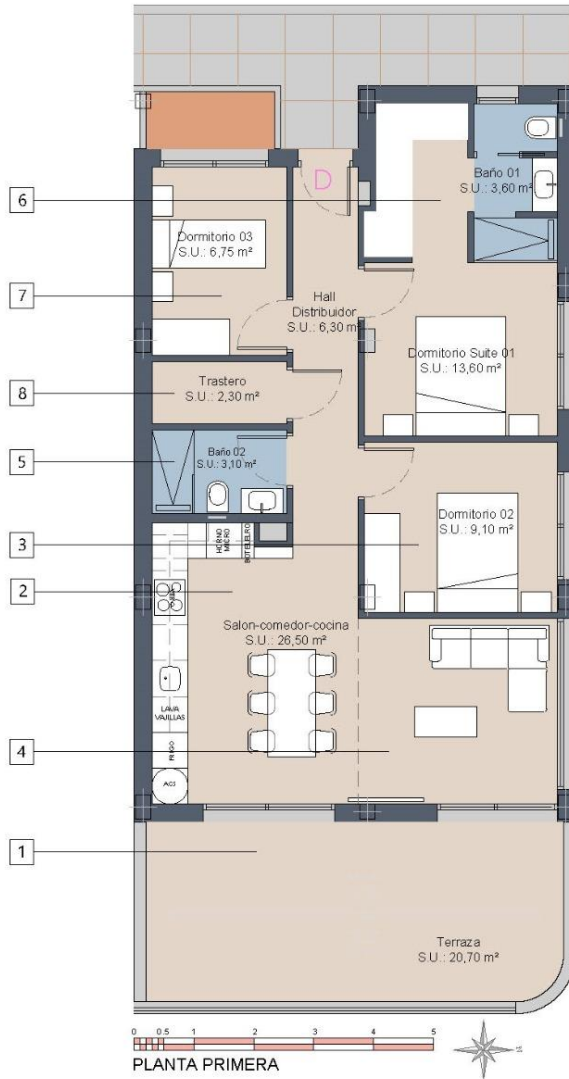 D
Baño 01
S.U.: 3,60 m²
6
Dormitorio 03
S.U.: 6,75 m²
7
Hall
Distribuidor
S.U.: 6,30 m²
Dormitorio Suite 01
S.U.: 13,60 m²
Trastero
S.U.: 2,30 m²
8
Baño 02
S.U.: 3,10 m²
5
Dormitorio 02
S.U.: 9,10 m²
3
HORNO
MICRO
BOTELELRO
2
Salon-comedor-cocina
S.U.: 26,50 m²
LAVA
VAJILLAS
FRIGO
4
ACS
1
Terraza
S.U.: 20,70 m²
0 0.5 1 2 3 4 5
PLANTA PRIMERA